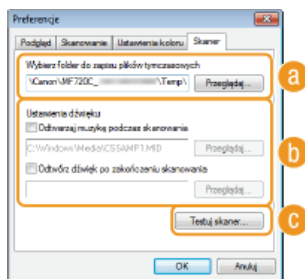 Preferencje
Podgląd Skanowanie Ustawienia koloru Skaner
Wybierz folder do zapisu plików tymczasowych
\Canon\MF720C_ \Temp\ Przeglądaj... a
Ustawienia dźwięku
Odtwarzaj muzykę podczas skanowania
C:\Windows\Media\CSSAMP1.MID Przeglądaj... b
Odtwórz dźwięk po zakończeniu skanowania
Przeglądaj...
Testuj skaner... c
OK Anuluj